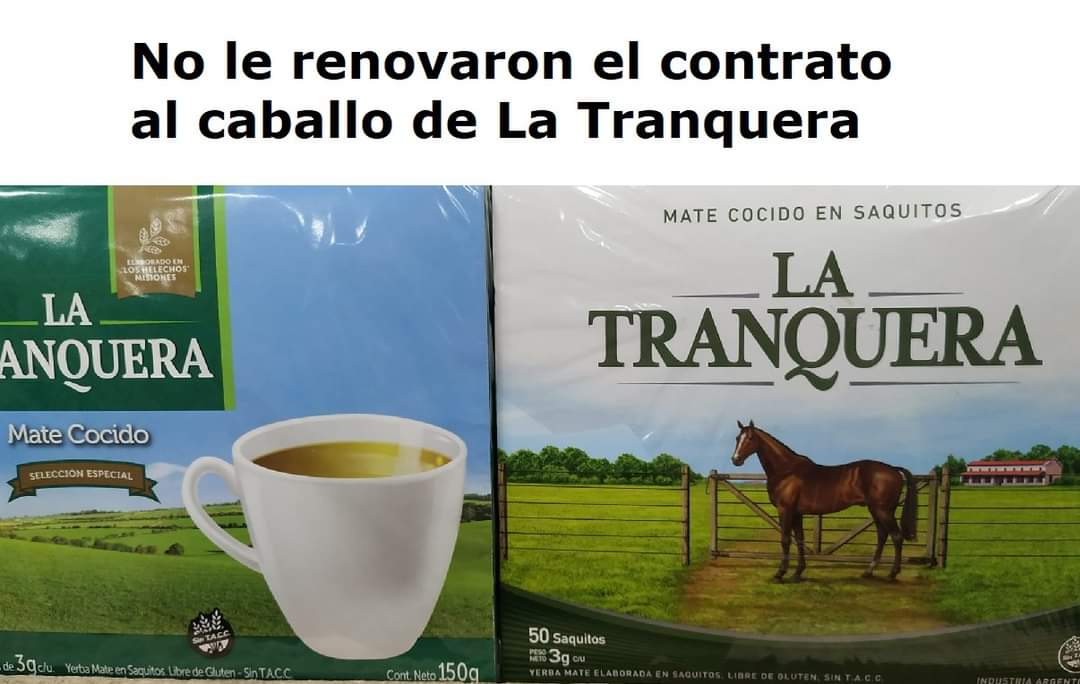 No le renovaron el contrato
al caballo de La Tranquera
ELABORADO EN
"LOS HELECHOS"
MISIONES
LA
ANQUERA
Mate Cocido
SELECCIÓN ESPECIAL
Sin T.A.C.C.
de 3g c/u. Yerba Mate en Saquitos. Libre de Gluten - Sin T.A.C.C.
Cont. Neto 150g
MATE COCIDO EN SAQUITOS
LA
TRANQUERA
50 Saquitos
PESO NETO 3g C/U
YERBA MATE ELABORADA EN SAQUITOS. LIBRE DE GLUTEN. SIN T.A.C.C.
INDUSTRIA ARGENT